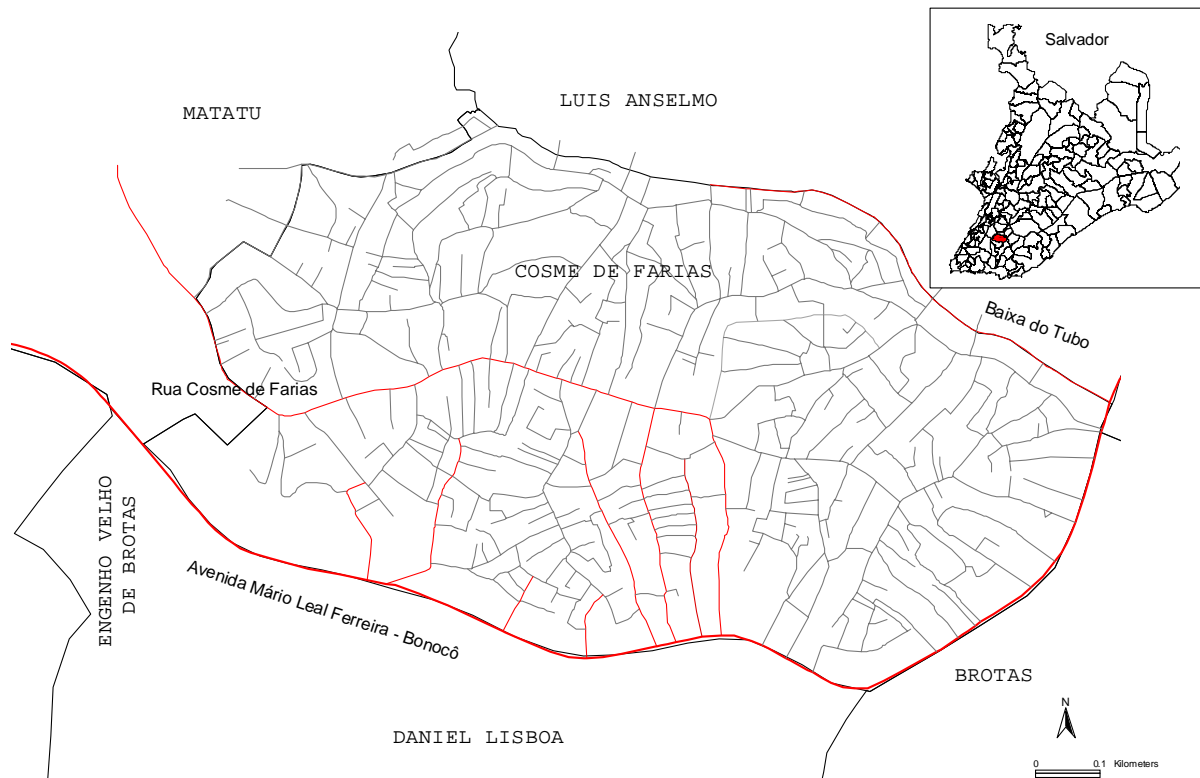 Salvador
LUIS ANSELMO
MATATU
COSME DE FARIAS
Baixa do Tubo
Rua Cosme de Farias
ENGENHO VELHO
DE BROTAS
Avenida Mário Leal Ferreira - Bonocô
BROTAS
DANIEL LISBOA
N
0 0.1 Kilometers